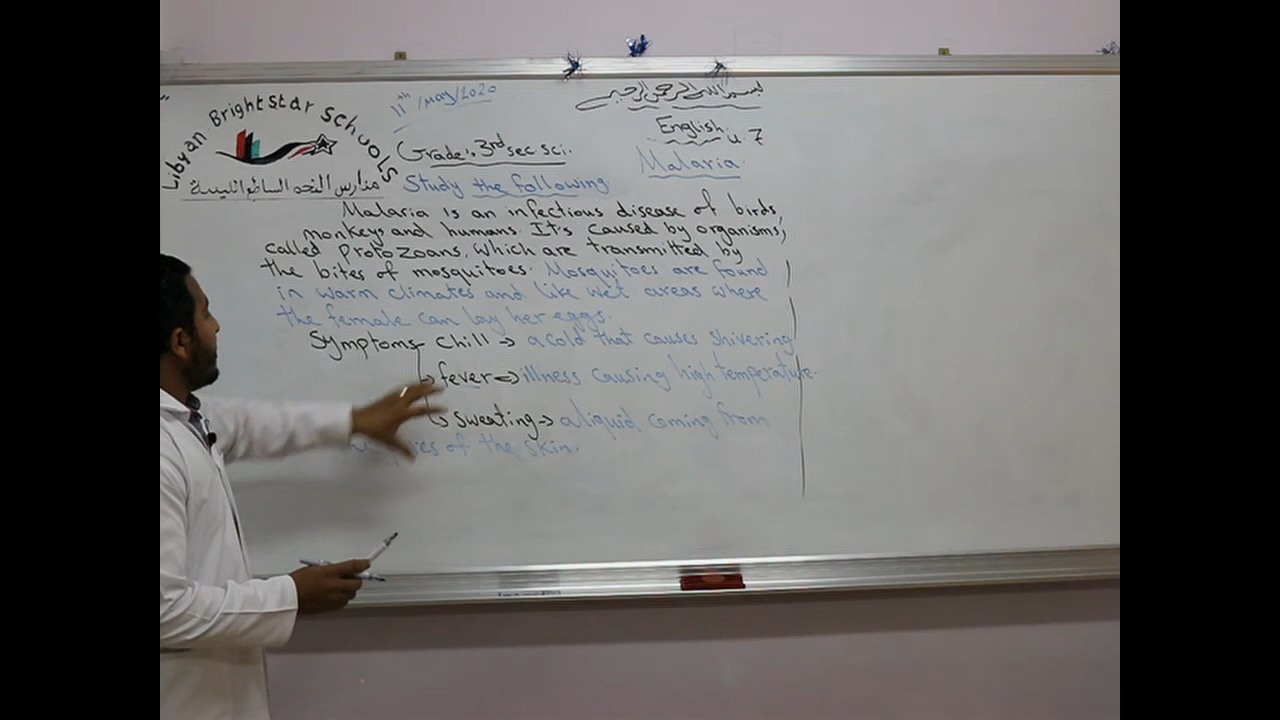 Libyan Bright star Schools
مدارس النجم الساطع الليبية
11th / May / 2020
بسم الله الرحمن الرحيم
English u. 7
Grade: 3rd sec sci.
Malaria
Study the following.
Malaria is an infectious disease of birds,
monkeys and humans. It's caused by organisms,
called Protozoans, which are transmitted by
the bites of mosquitoes. Mosquitoes are found
in warm climates and like wet areas where
the female can lay her eggs.
Symptoms → chill → a cold that causes shivering
↳ fever → illness causing high temperature.
↳ sweating → a liquid coming from
of the skin.